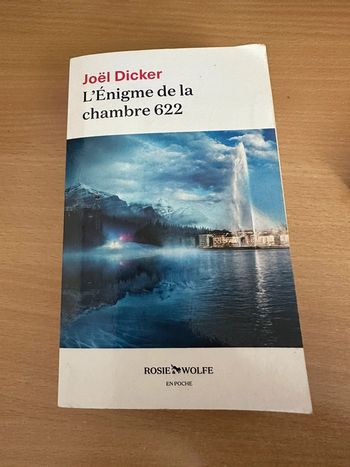 Joël Dicker
L'Énigme de la
chambre 622
ROSIE WOLFE
EN POCHE